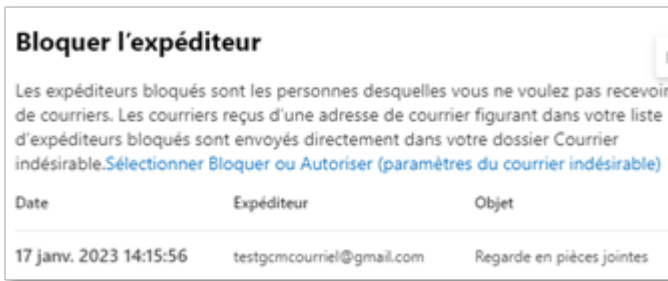 Bloquer l'expéditeur
Les expéditeurs bloqués sont les personnes desquelles vous ne voulez pas recevoir
de courriers. Les courriers reçus d'une adresse de courrier figurant dans votre liste
d'expéditeurs bloqués sont envoyés directement dans votre dossier Courrier
indésirable.Sélectionner Bloquer ou Autoriser (paramètres du courrier indésirable)
Date Expéditeur Objet
17 janv. 2023 14:15:56 testgcmcourriel@gmail.com Regarde en pièces jointes